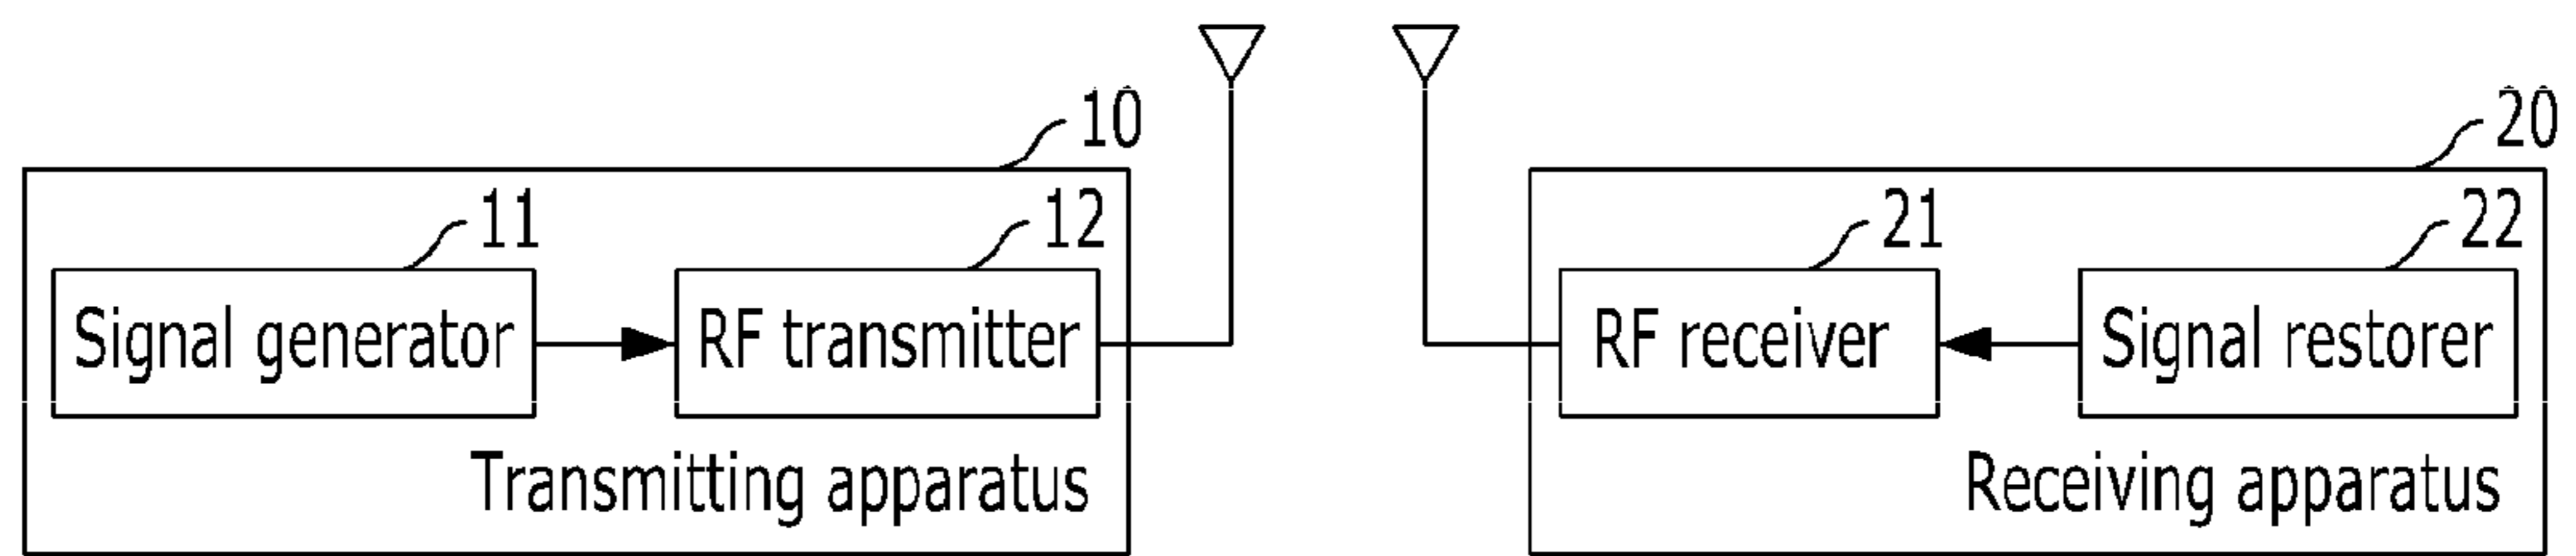 10
20
11
12
21
22
Signal generator
RF transmitter
RF receiver
Signal restorer
Transmitting apparatus
Receiving apparatus